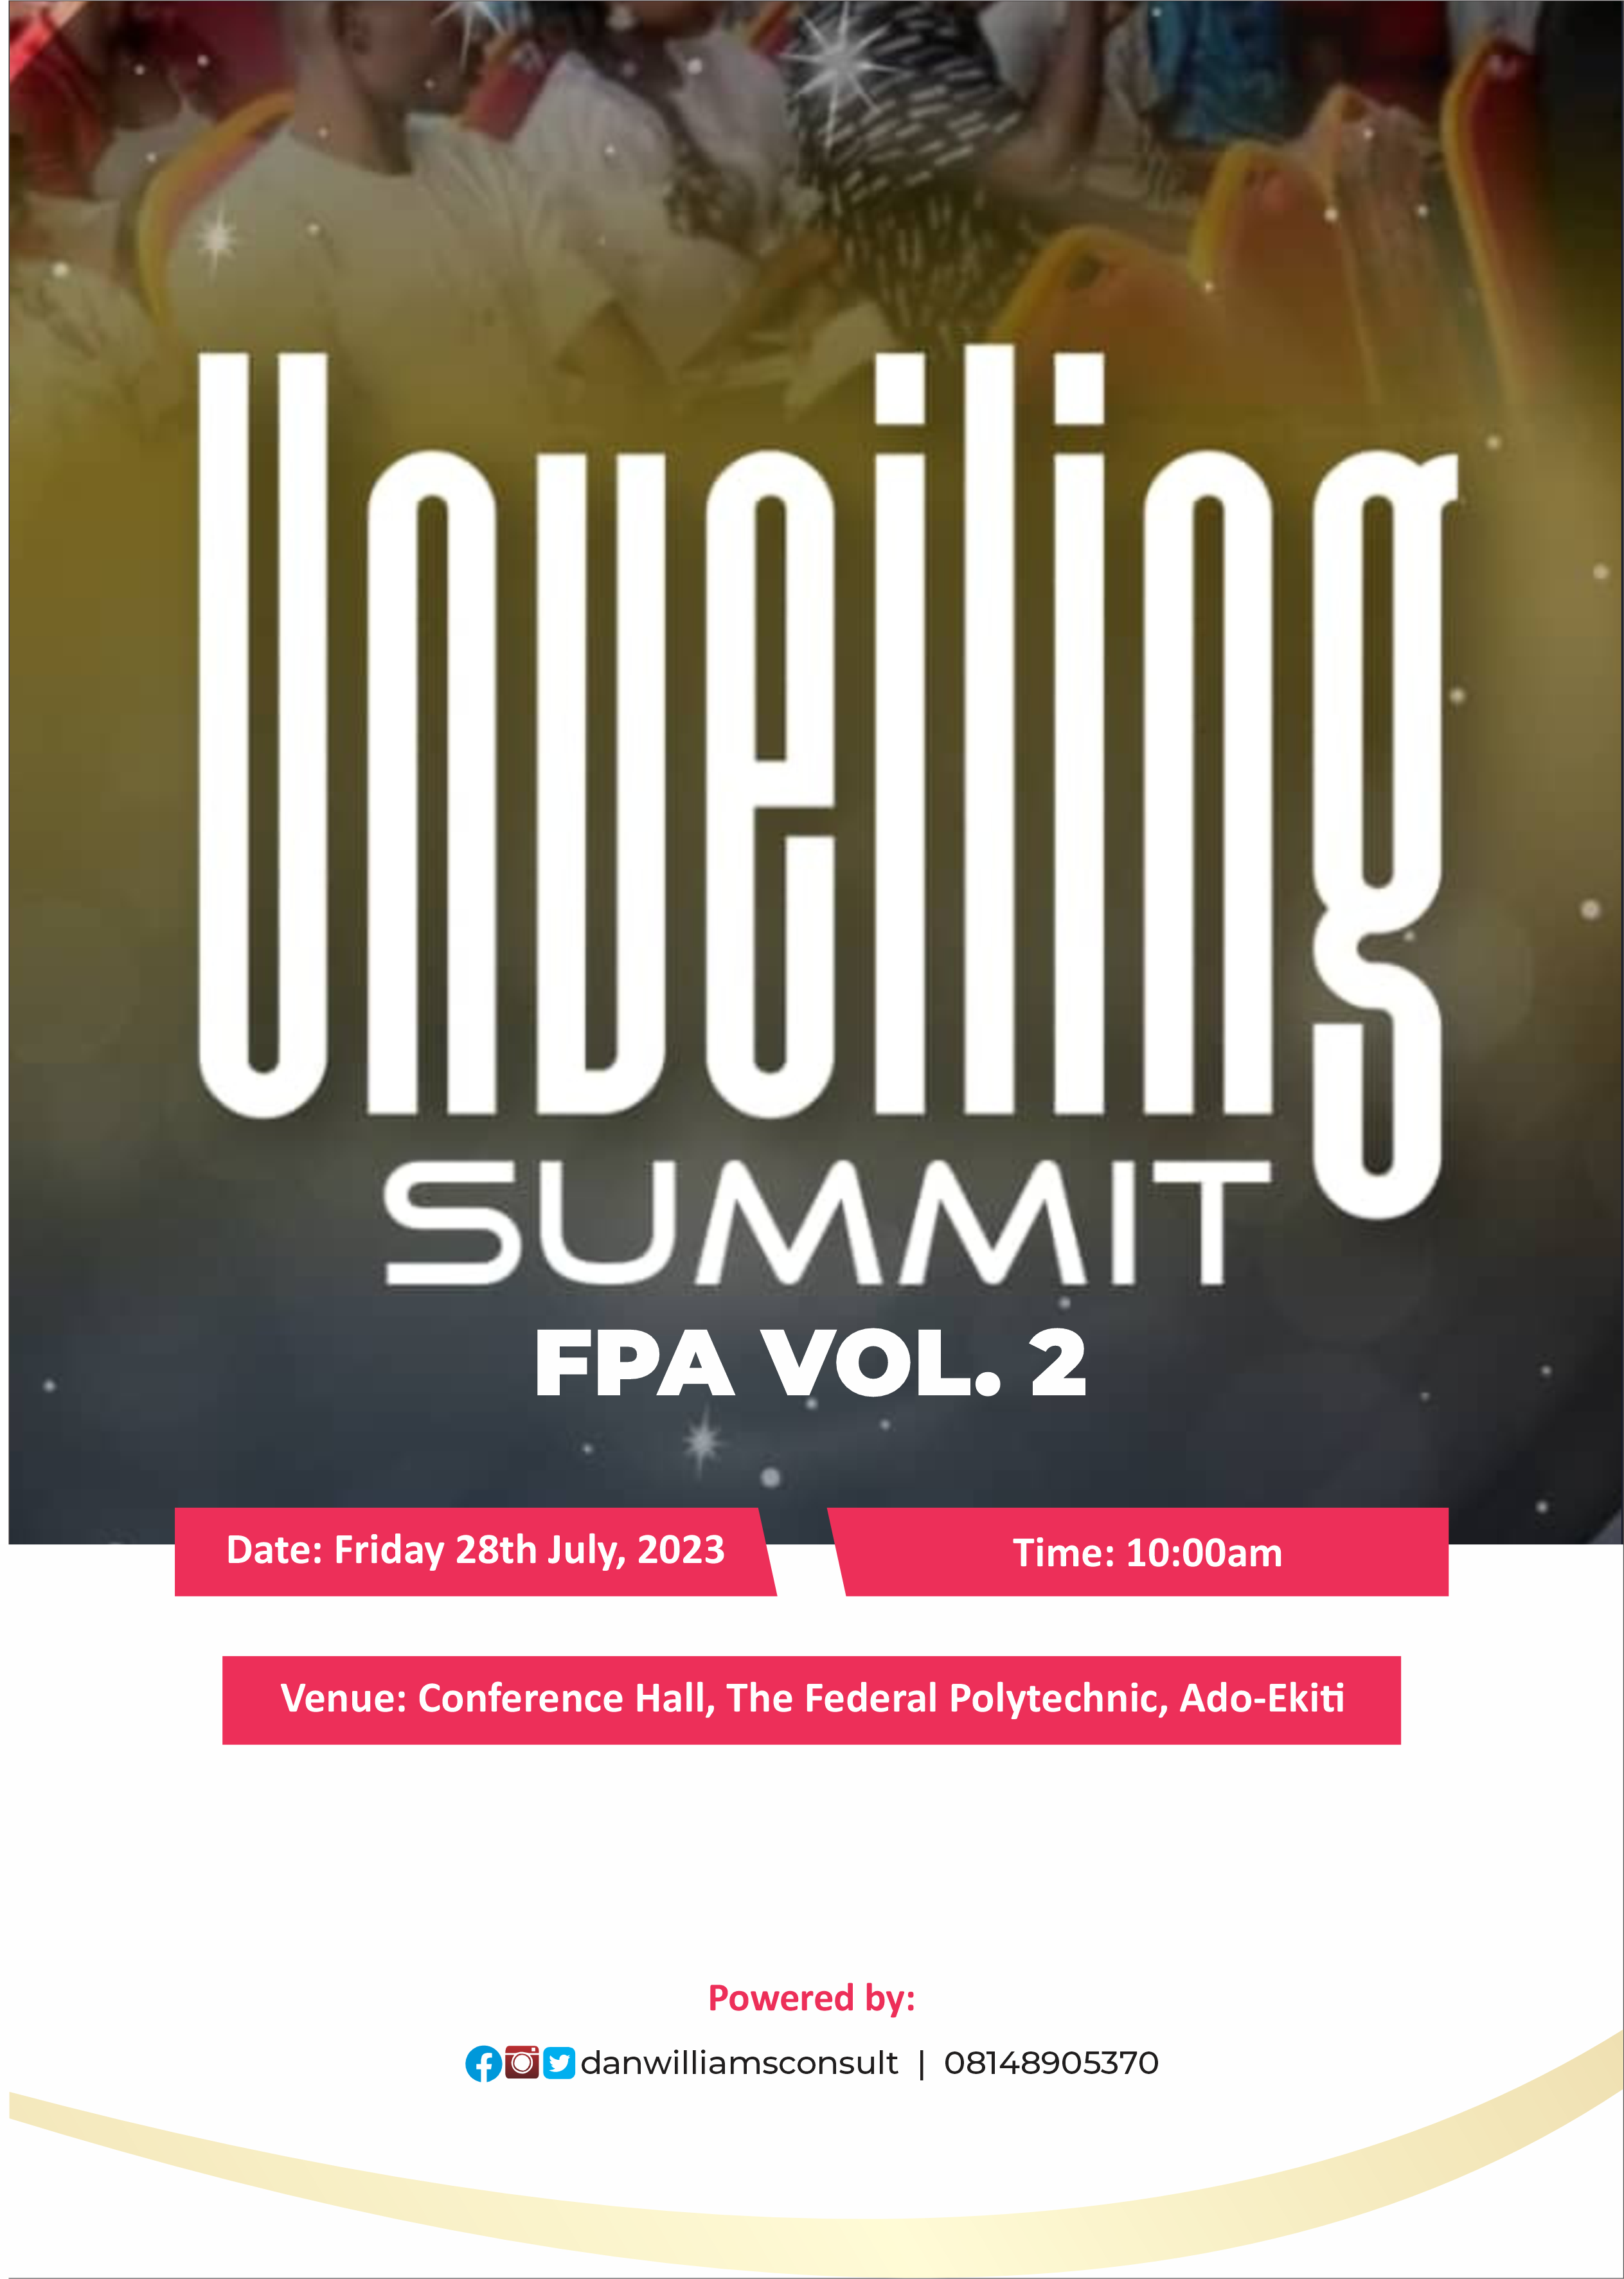 Unveiling
SUMMIT
FPA VOL. 2
Date: Friday 28th July, 2023
Time: 10:00am
Venue: Conference Hall, The Federal Polytechnic, Ado-Ekiti
Powered by:
danwilliamsconsult | 08148905370